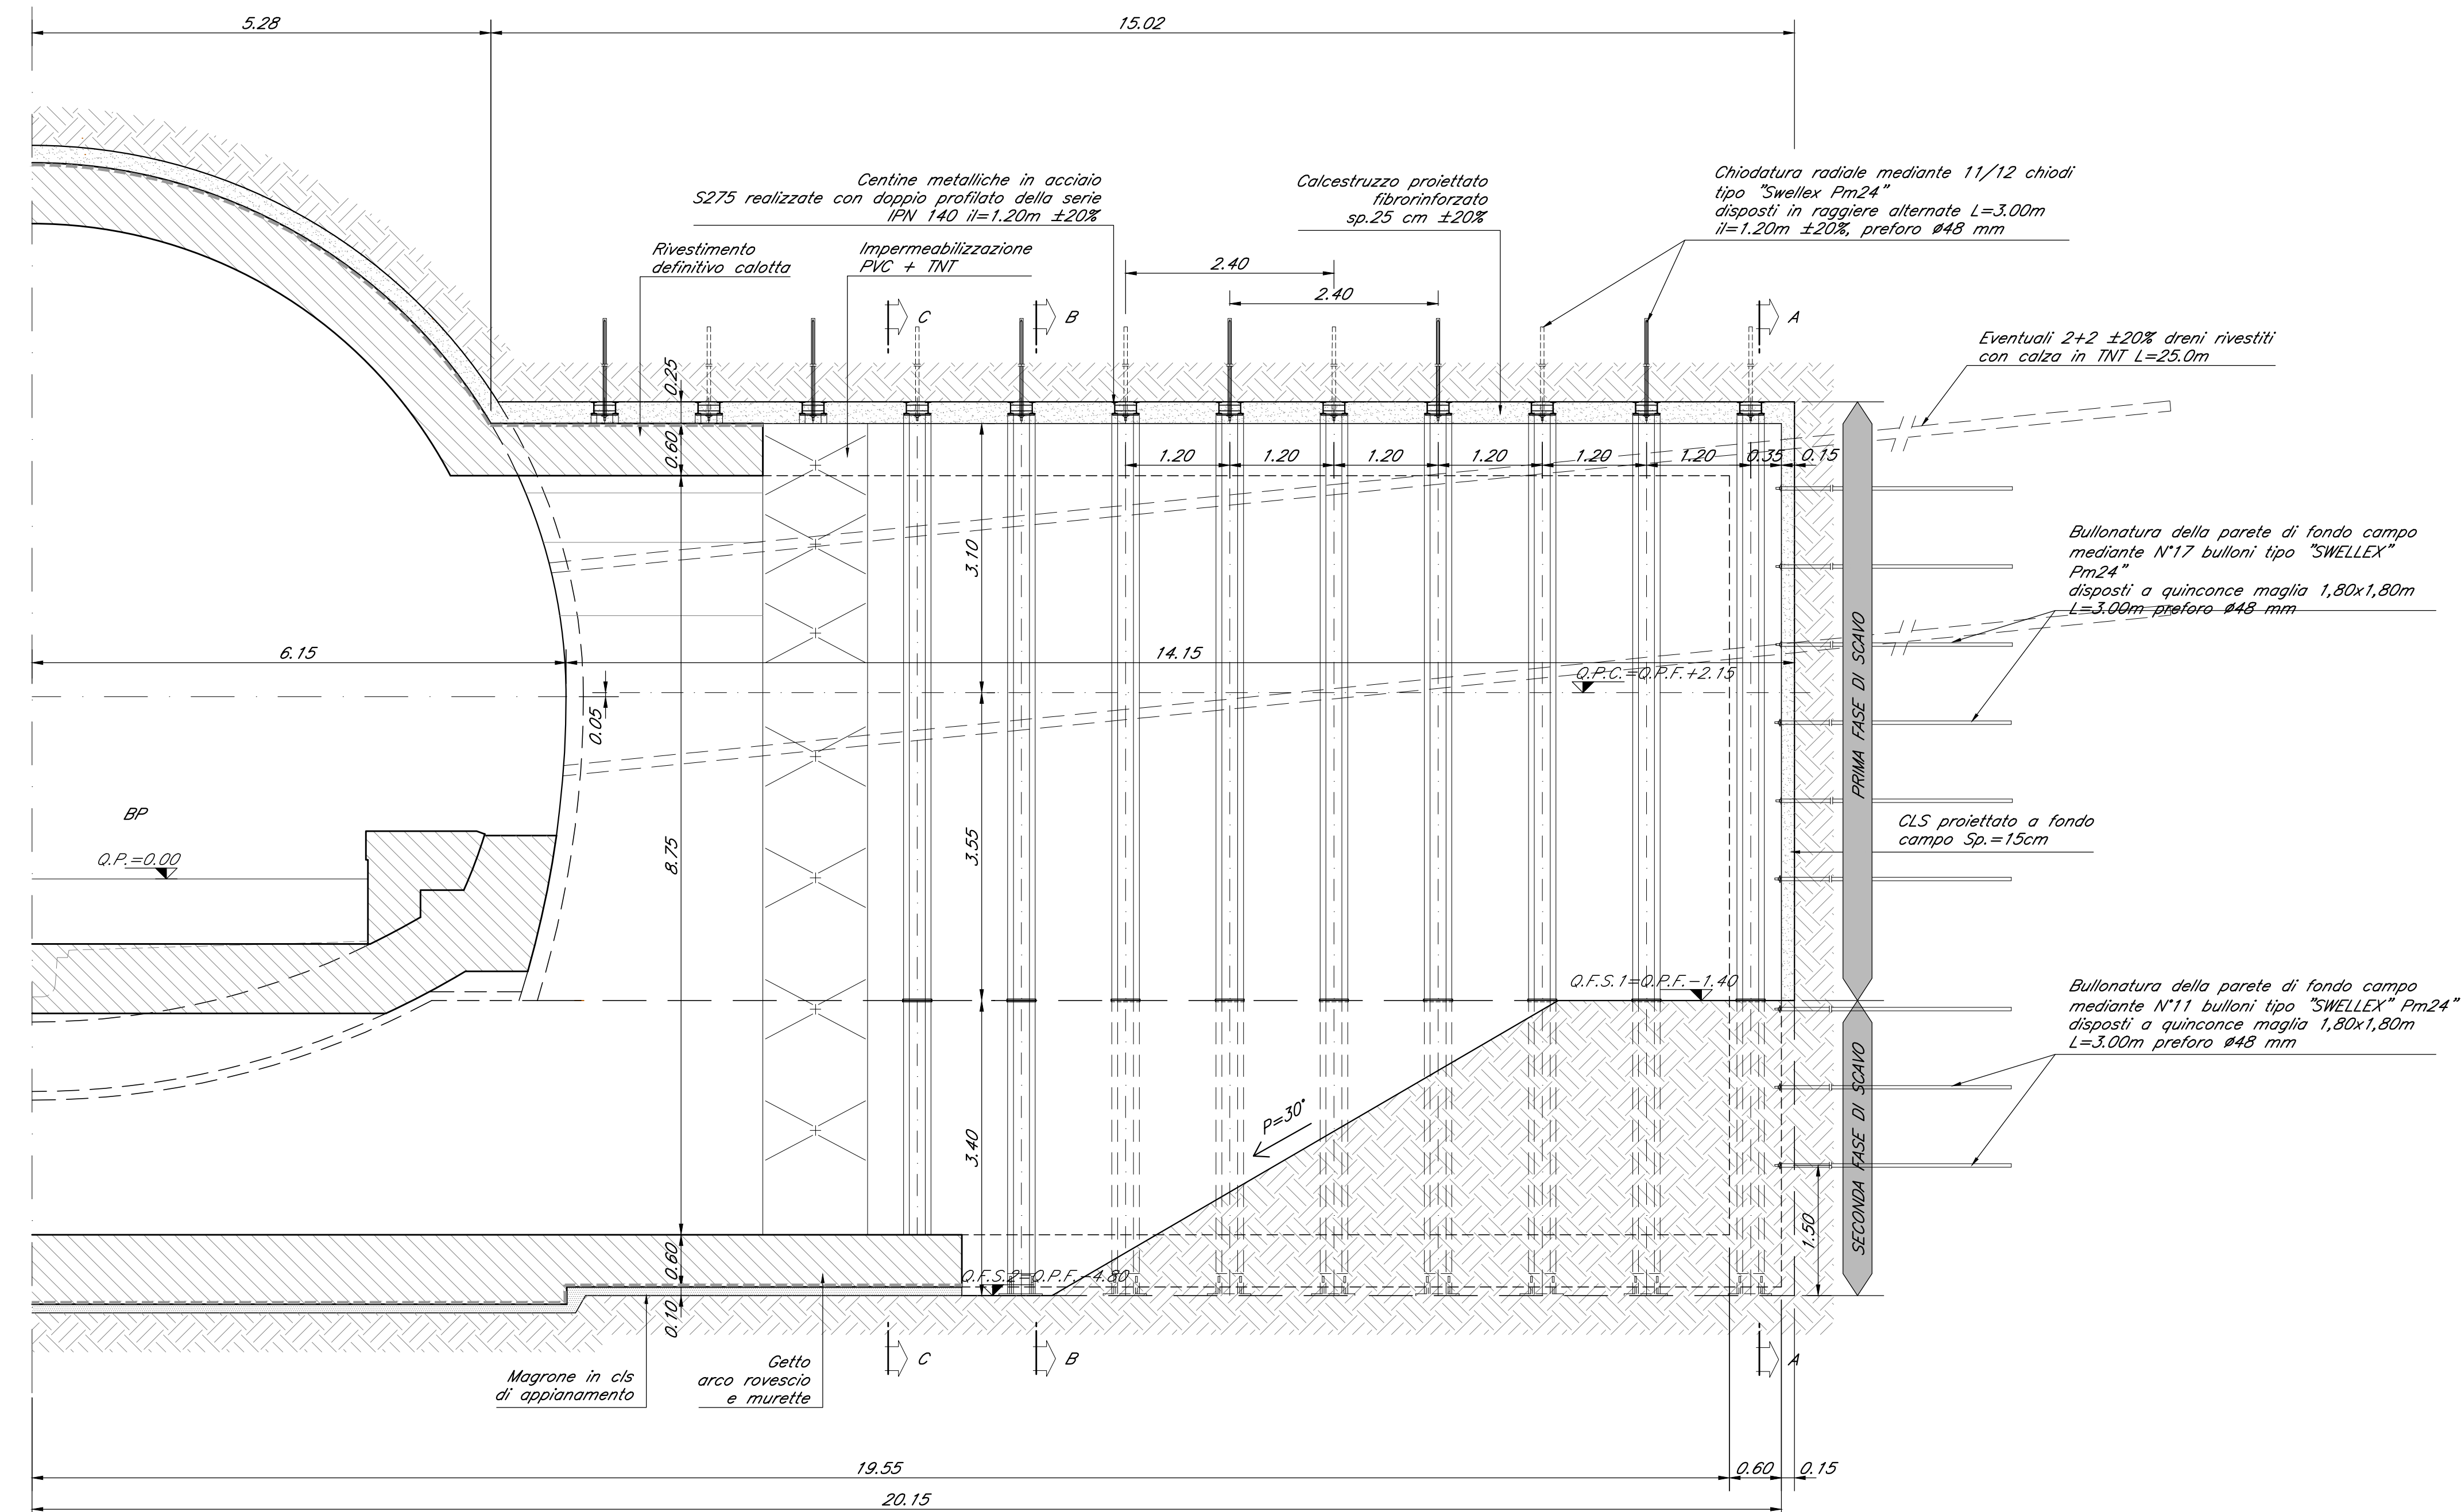 5.28
15.02
Centine metalliche in acciaio
S275 realizzate con doppio profilato della serie
IPN 140 il=1.20m ±20%
Calcestruzzo proiettato
fibrorinforzato
sp.25 cm ±20%
Chiodatura radiale mediante 11/12 chiodi
tipo "Swellex Pm24"
disposti in raggiere alternate L=3.00m
il=1.20m ±20%, preforo ø48 mm
Rivestimento
definitivo calotta
Impermeabilizzazione
PVC + TNT
2.40
2.40
C
B
A
Eventuali 2+2 ±20% dreni rivestiti
con calza in TNT L=25.0m
0.25
0.60
1.20
1.20
1.20
1.20
1.20
1.20
0.35
0.15
3.10
Bullonatura della parete di fondo campo
mediante N°17 bulloni tipo "SWELLEX"
Pm24"
disposti a quinconce maglia 1,80x1,80m
L=3.00m preforo ø48 mm
6.15
14.15
Q.P.C.=Q.P.F.+2.15
0.05
PRIMA FASE DI SCAVO
BP
Q.P.=0.00
8.75
3.55
CLS proiettato a fondo
campo Sp.=15cm
Q.F.S.1=Q.P.F.-1.40
Bullonatura della parete di fondo campo
mediante N°11 bulloni tipo "SWELLEX" Pm24"
disposti a quinconce maglia 1,80x1,80m
L=3.00m preforo ø48 mm
P=30°
3.40
SECONDA FASE DI SCAVO
1.50
0.60
Q.F.S.2=Q.P.F.-4.80
0.10
C
B
A
Magrone in cls
di appianamento
Getto
arco rovescio
e murette
19.55
0.60
0.15
20.15